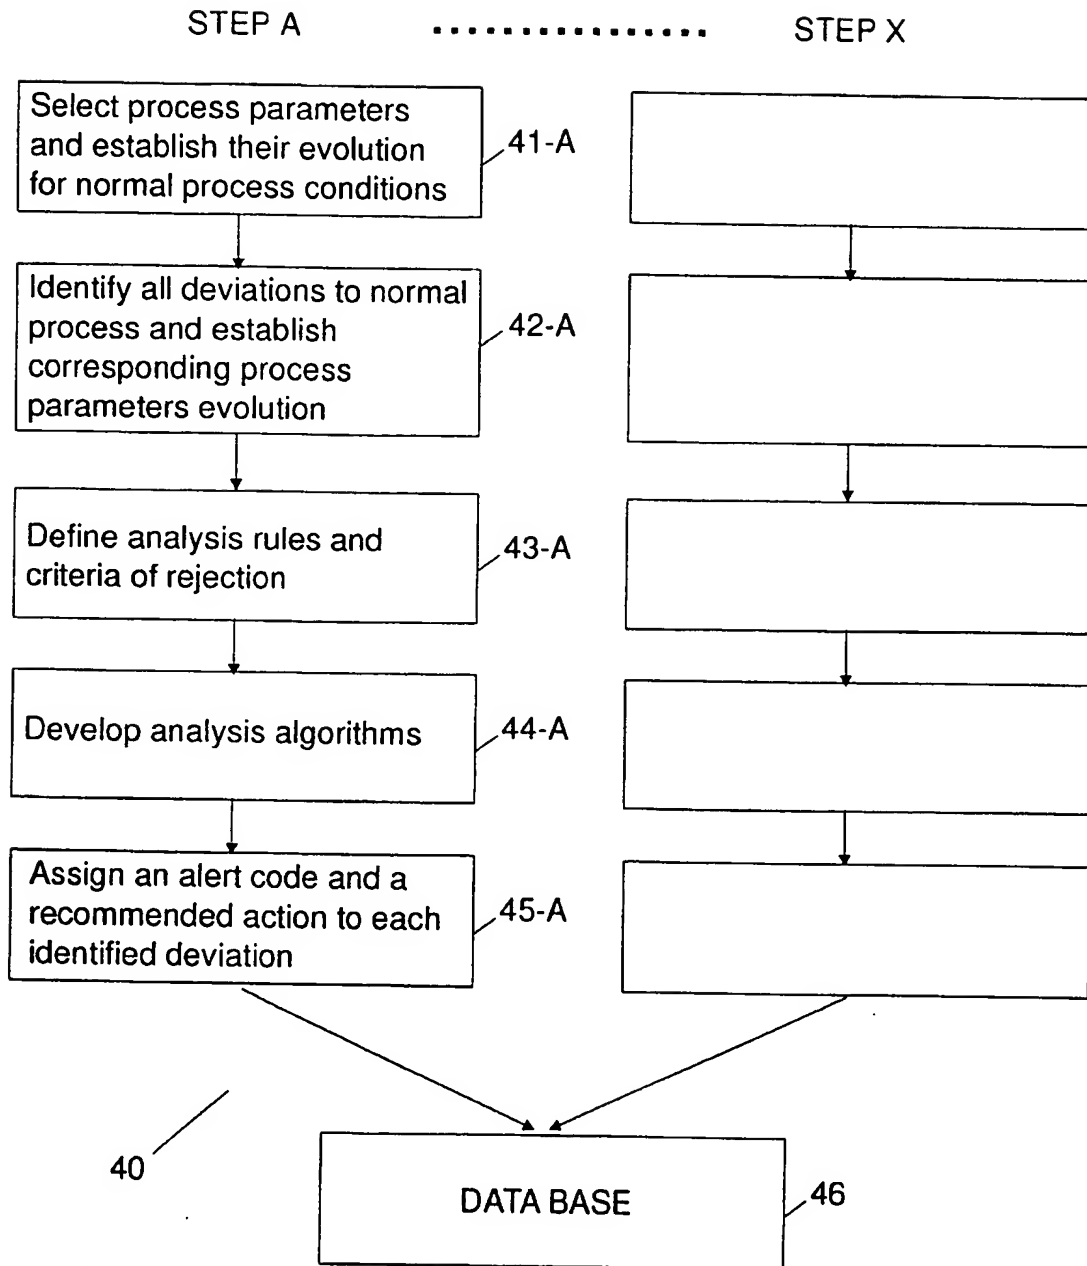 STEP A ............... STEP X
Select process parameters
and establish their evolution
for normal process conditions
41-A
Identify all deviations to normal
process and establish
corresponding process
parameters evolution
42-A
Define analysis rules and
criteria of rejection
43-A
Develop analysis algorithms
44-A
Assign an alert code and a
recommended action to each
identified deviation
45-A
40
DATA BASE
46